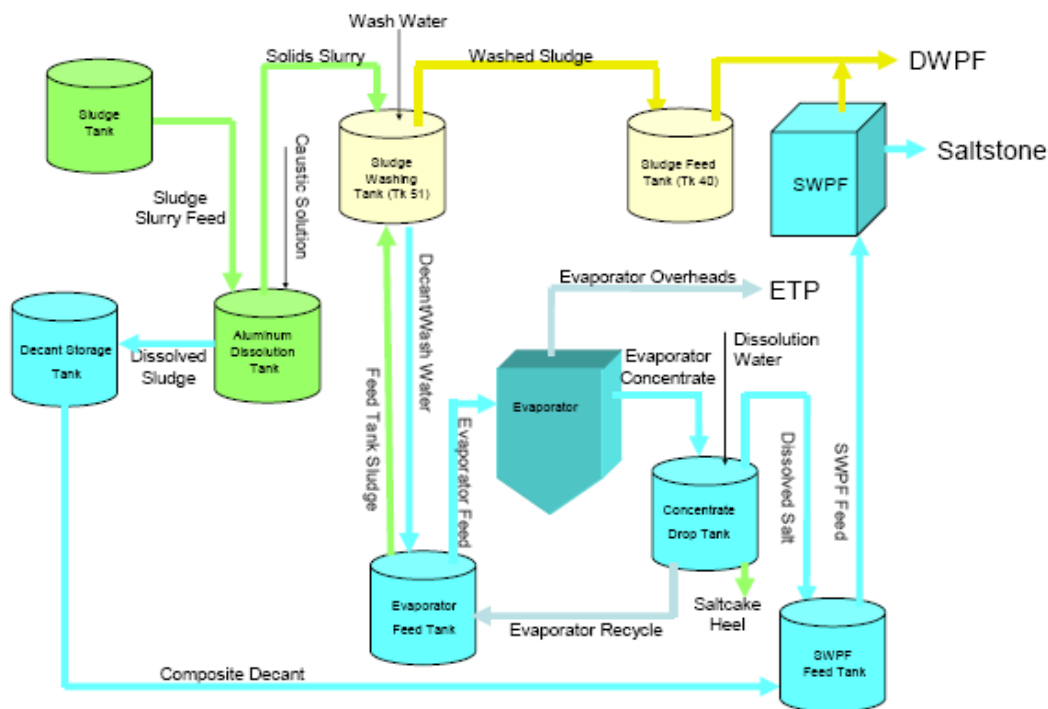 Wash Water
Solids Slurry
Washed Sludge
DWPF
Sludge
Tank
Caustic Solution
Sludge
Washing
Tank (Tk 51)
Sludge Feed
Tank (Tk 40)
SWPF
Saltstone
Sludge
Slurry Feed
Decant/Wash Water
Evaporator Overheads
ETP
Decant Storage
Tank
Dissolved
Sludge
Aluminum
Dissolution
Tank
Feed Tank Sludge
Evaporator Feed
Evaporator
Evaporator
Concentrate
Dissolution
Water
Dissolved Salt
SWPF Feed
Concentrate
Drop Tank
Evaporator
Feed Tank
Evaporator Recycle
Saltcake
Heel
SWPF
Feed Tank
Composite Decant